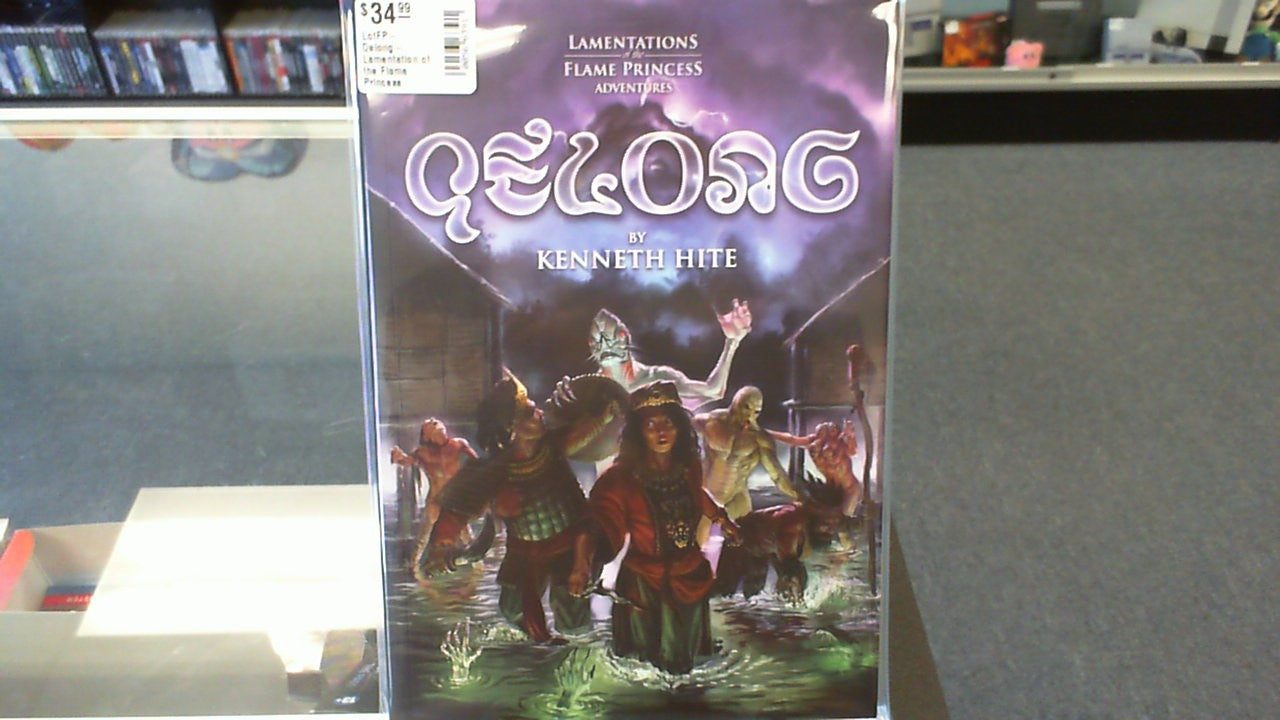 $34.99
LotFP -
Qelong -
Lamentation of
the Flame
Princess
LAMENTATIONS
of the
FLAME PRINCESS
ADVENTURES
QELONG
BY
KENNETH HITE